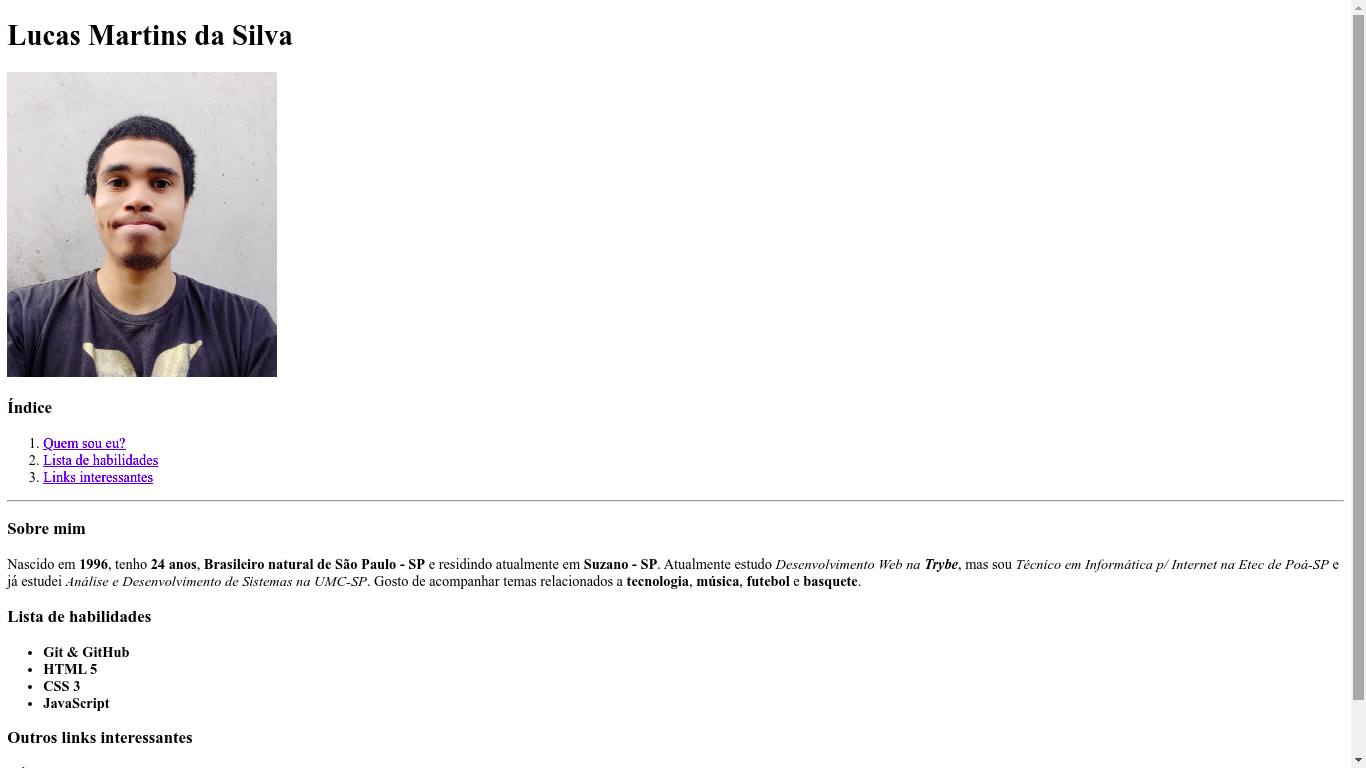 Lucas Martins da Silva
Índice
1. Quem sou eu?
2. Lista de habilidades
3. Links interessantes
Sobre mim
Nascido em 1996, tenho 24 anos, Brasileiro natural de São Paulo - SP e residindo atualmente em Suzano - SP. Atualmente estudo Desenvolvimento Web na Trybe, mas sou Técnico em Informática p/ Internet na Etec de Poá-SP e
já estudei Análise e Desenvolvimento de Sistemas na UMC-SP. Gosto de acompanhar temas relacionados a tecnologia, música, futebol e basquete.
Lista de habilidades
• Git & GitHub
• HTML 5
• CSS 3
• JavaScript
Outros links interessantes